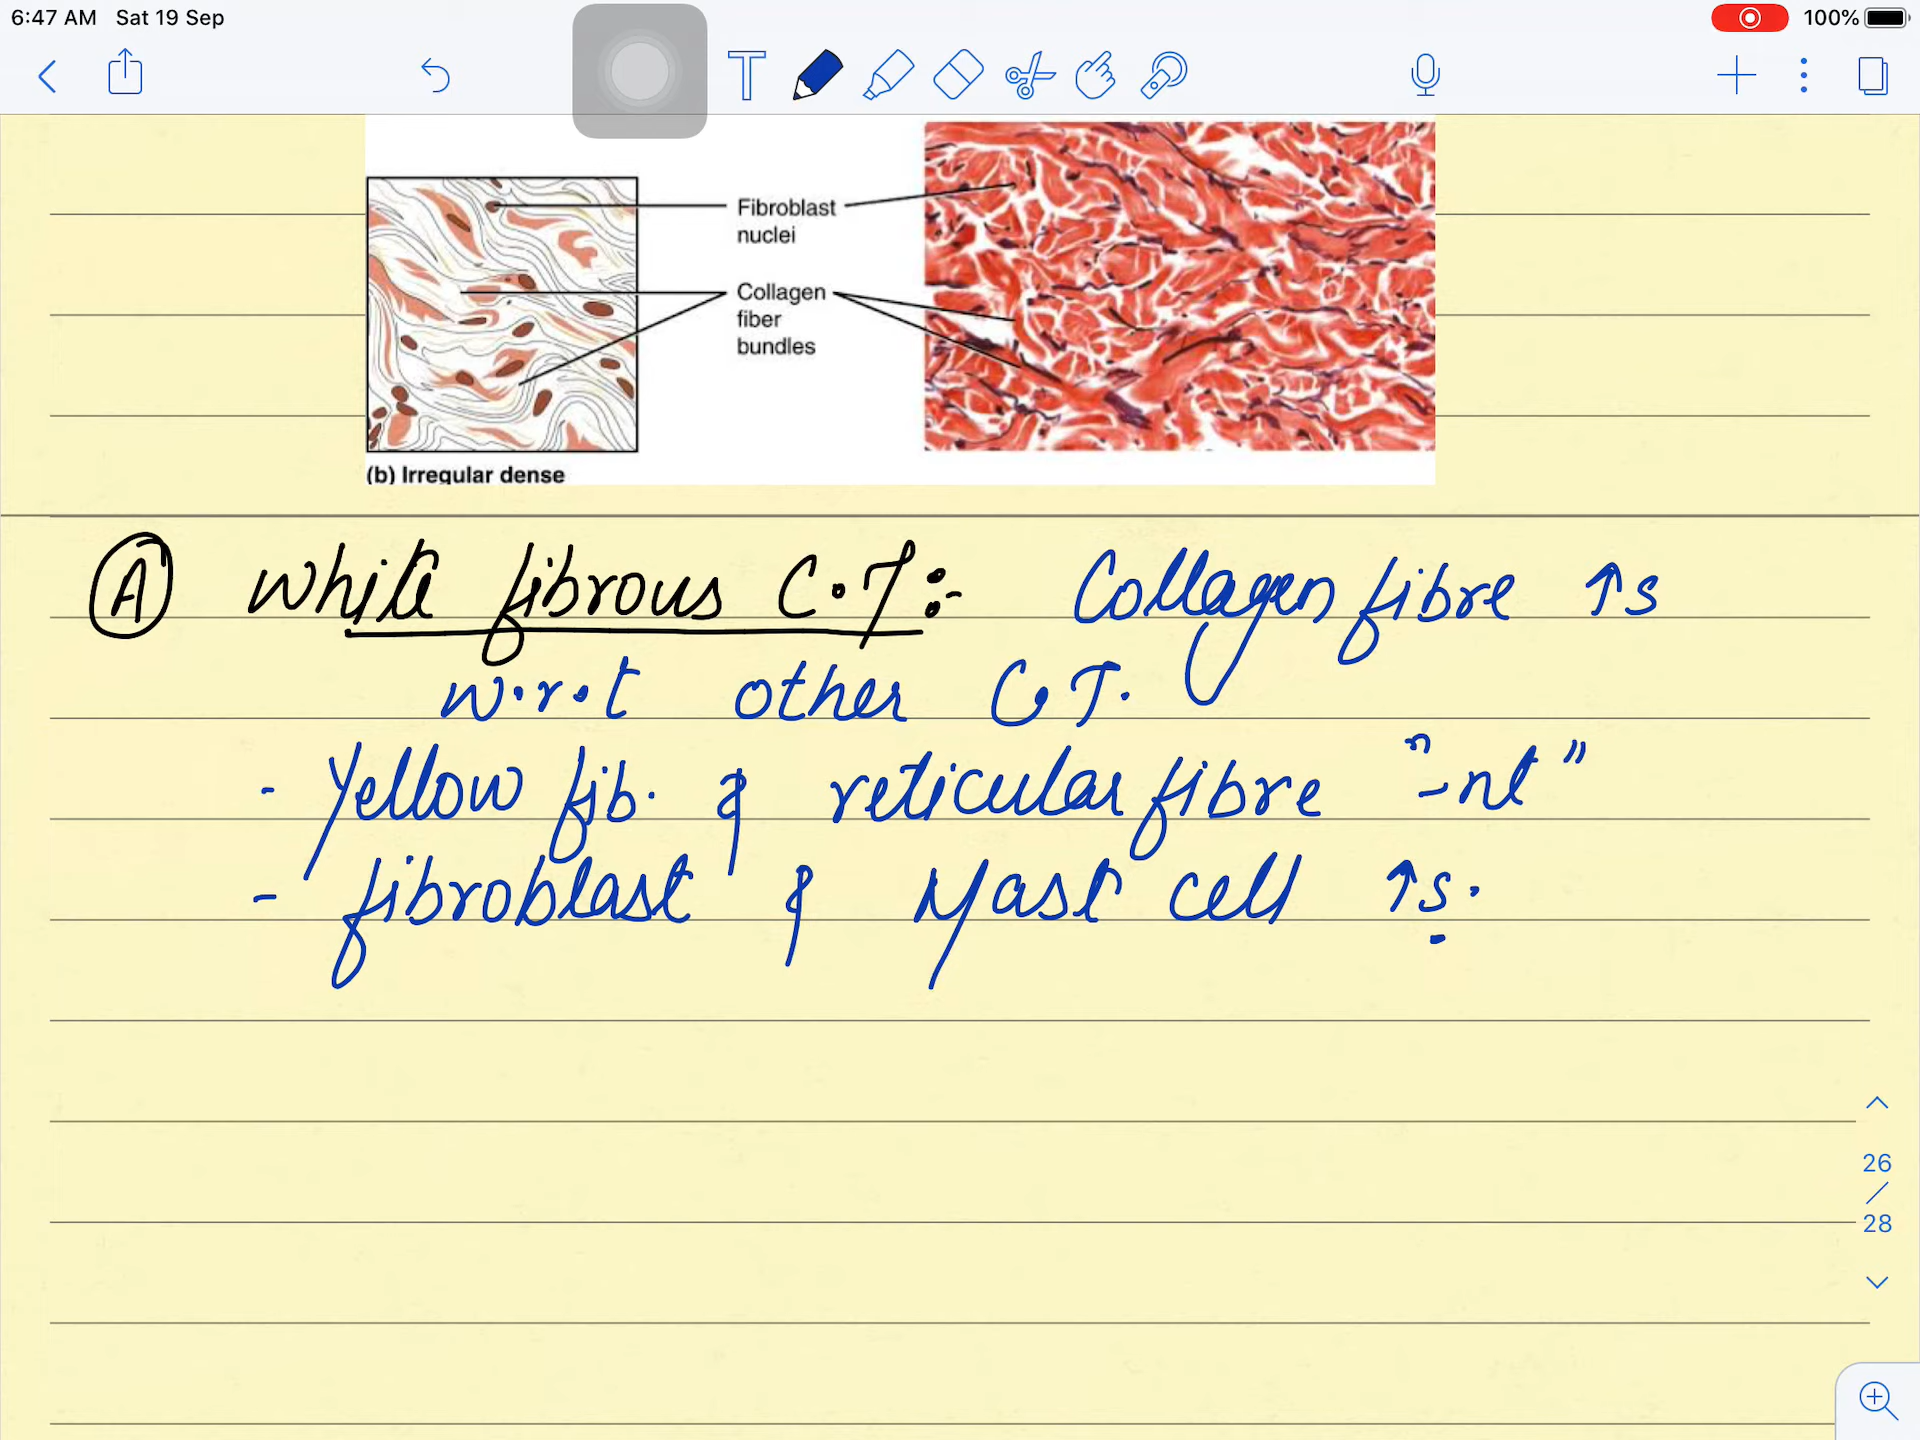 6:47 AM Sat 19 Sep
100%
T
Fibroblast
nuclei
Collagen
fiber
bundles
(b) Irregular dense
(A) White fibrous C.T :- Collagen fibre ↑s
w.r.t other C.T.
- Yellow fib. & reticular fibre "-nt"
- fibroblast & Mast cell ↑s.
26
/
28